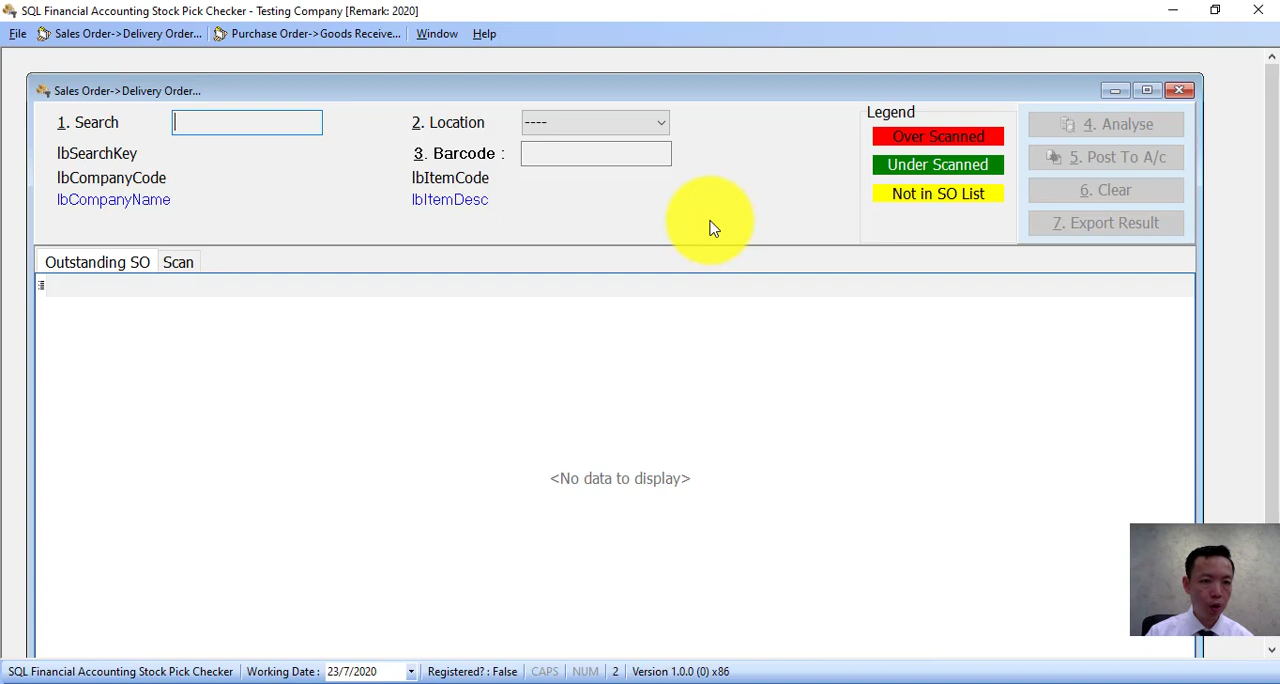 SQL Financial Accounting Stock Pick Checker - Testing Company [Remark: 2020]
File Sales Order->Delivery Order... Purchase Order->Goods Receive... Window Help
Sales Order->Delivery Order...
1. Search
2. Location ----
Legend
lbSearchKey
3. Barcode :
Over Scanned
4. Analyse
lbCompanyCode
lbItemCode
Under Scanned
5. Post To A/c
lbCompanyName
lbItemDesc
Not in SO List
6. Clear
7. Export Result
Outstanding SO Scan
<No data to display>
SQL Financial Accounting Stock Pick Checker Working Date : 23/7/2020 Registered? : False CAPS NUM 2 Version 1.0.0 (0) x86